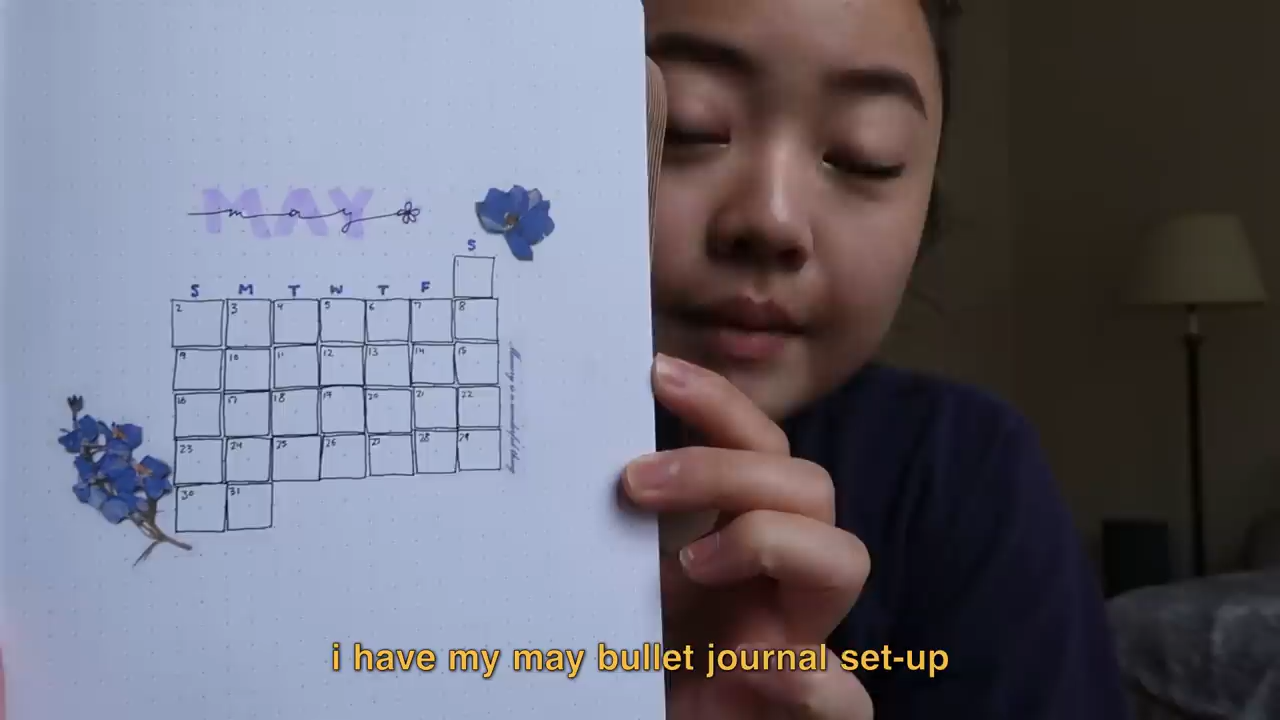 MAY
may
S
S M T W T F
1
2 3 4 5 6 7 8
9 10 11 12 13 14 15
16 17 18 19 20 21 22
23 24 25 26 27 28 29
30 31
i have my may bullet journal set-up